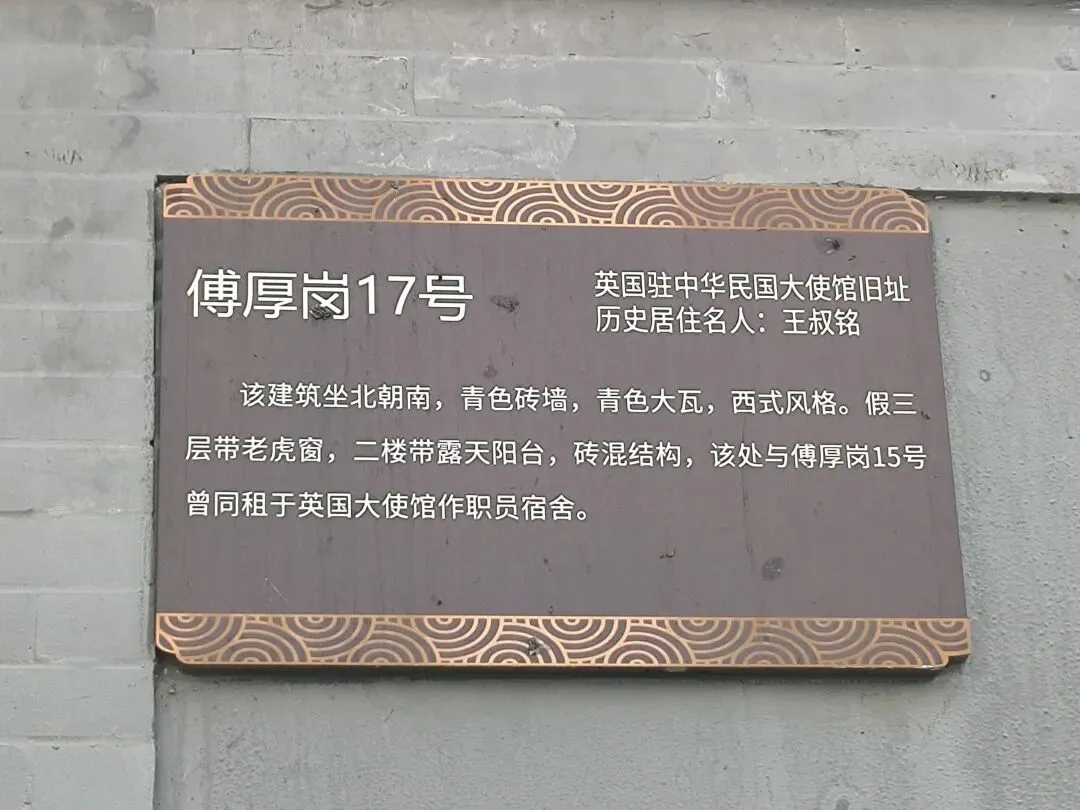 傅厚岗17号
英国驻中华民国大使馆旧址
历史居住名人：王叔铭
该建筑坐北朝南，青色砖墙，青色大瓦，西式风格。假三
层带老虎窗，二楼带露天阳台，砖混结构，该处与傅厚岗15号
曾同租于英国大使馆作职员宿舍。